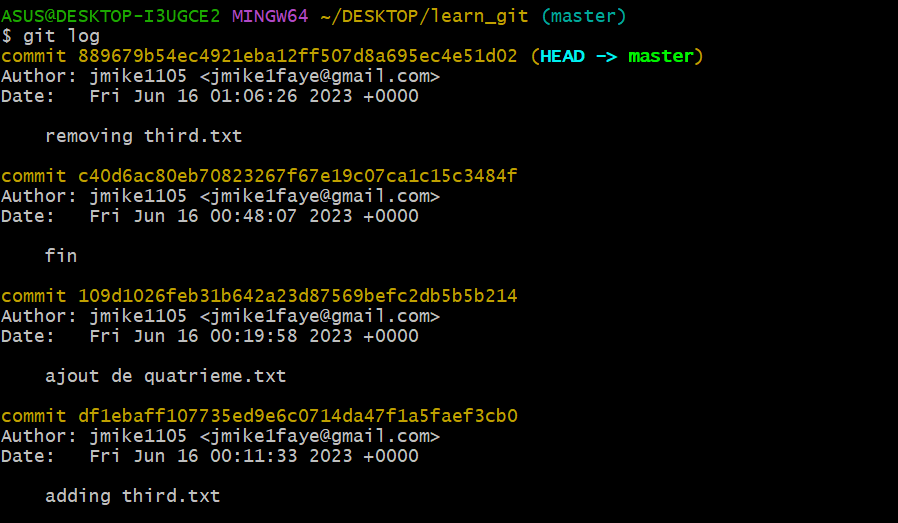 ASUS@DESKTOP-I3UGCE2 MINGW64 ~/DESKTOP/learn_git (master)
$ git log
commit 889679b54ec4921eba12ff507d8a695ec4e51d02 (HEAD -> master)
Author: jmike1105 <jmike1faye@gmail.com>
Date:   Fri Jun 16 01:06:26 2023 +0000
    removing third.txt
commit c40d6ac80eb70823267f67e19c07ca1c15c3484f
Author: jmike1105 <jmike1faye@gmail.com>
Date:   Fri Jun 16 00:48:07 2023 +0000
    fin
commit 109d1026feb31b642a23d87569befc2db5b5b214
Author: jmike1105 <jmike1faye@gmail.com>
Date:   Fri Jun 16 00:19:58 2023 +0000
    ajout de quatrieme.txt
commit df1ebaff107735ed9e6c0714da47f1a5faef3cb0
Author: jmike1105 <jmike1faye@gmail.com>
Date:   Fri Jun 16 00:11:33 2023 +0000
    adding third.txt